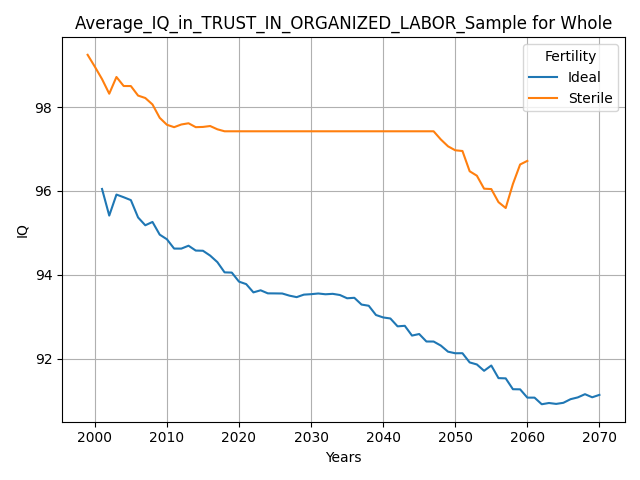 Average_IQ_in_TRUST_IN_ORGANIZED_LABOR_Sample for Whole
Fertility
Ideal
Sterile
98
96
94
92
IQ
2000 2010 2020 2030 2040 2050 2060 2070
Years